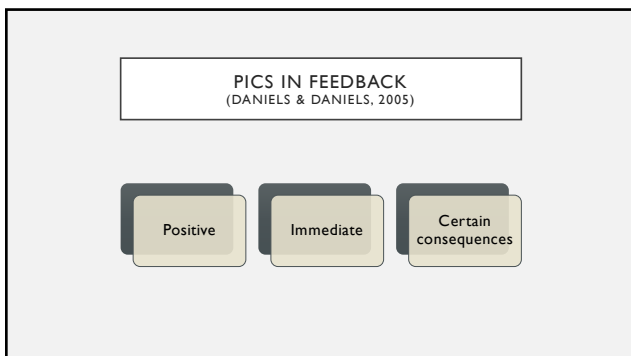 PICS IN FEEDBACK
(DANIELS & DANIELS, 2005)
Positive
Immediate
Certain
consequences